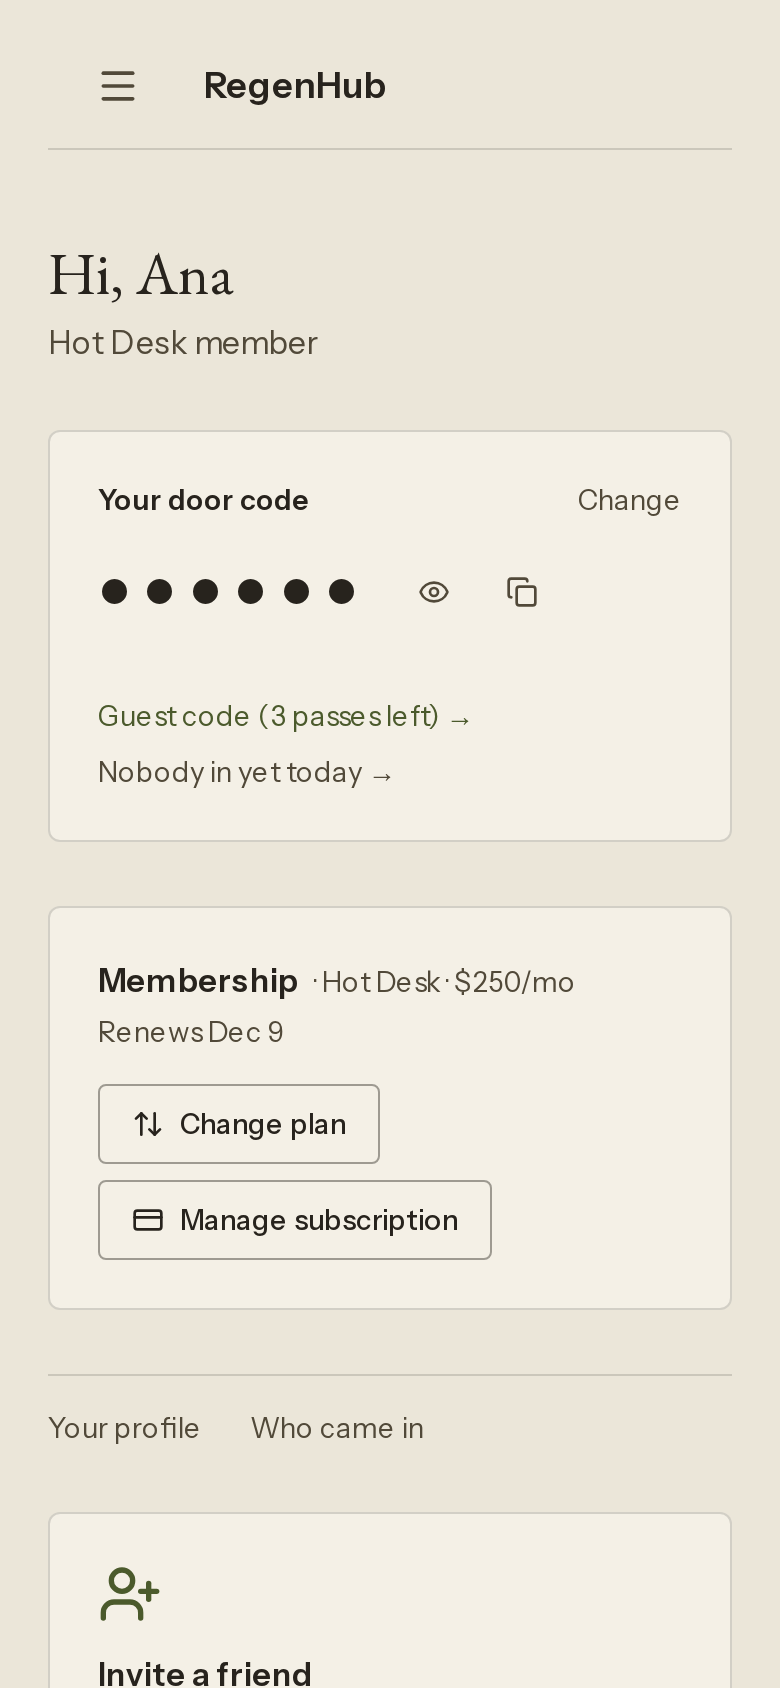 RegenHub
Hi, Ana
Hot Desk member
Your door code
Change
Guest code (3 passes left) →
Nobody in yet today →
Membership · Hot Desk · $250/mo
Renews Dec 9
Change plan
Manage subscription
Your profile
Who came in
Invite a friend